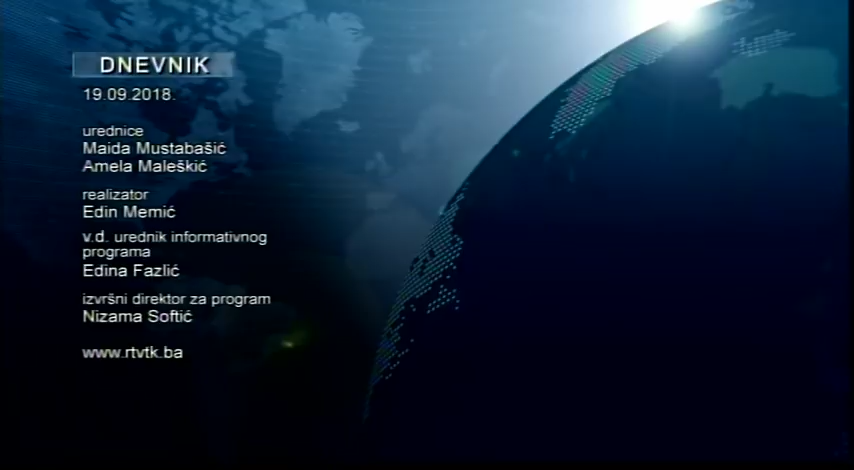 DNEVNIK
19.09.2018.
urednice
Maida Mustabašić
Amela Maleškić
realizator
Edin Memić
v.d. urednik informativnog
programa
Edina Fazlić
izvršni direktor za program
Nizama Softić
www.rtvtk.ba